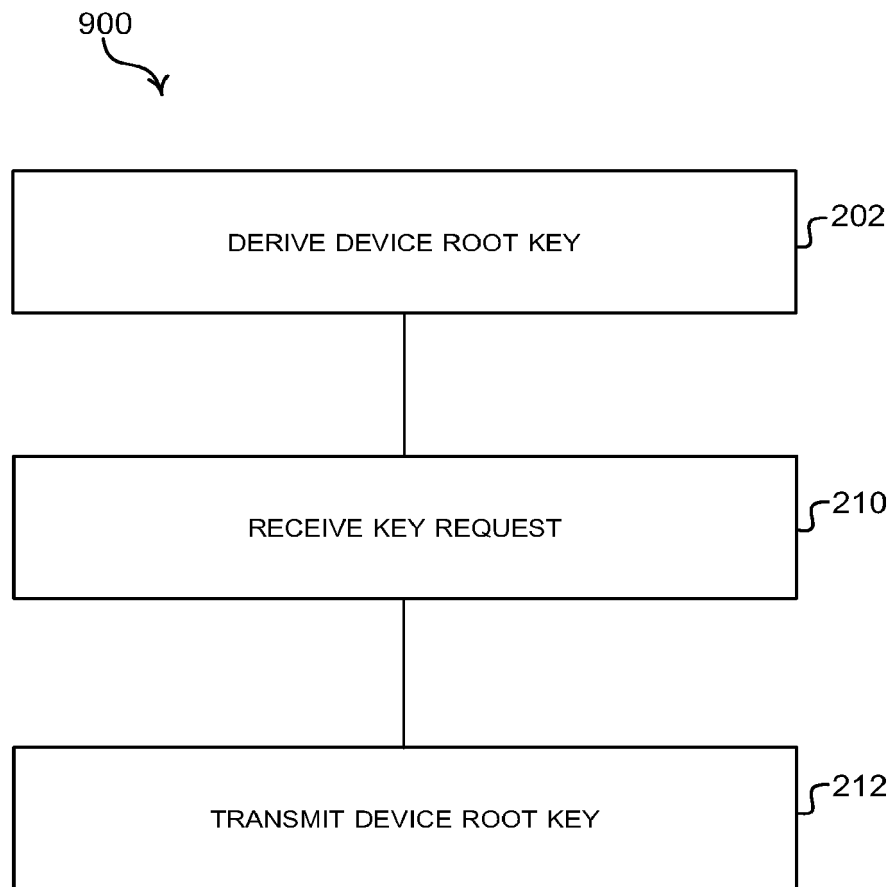 900
DERIVE DEVICE ROOT KEY
202
RECEIVE KEY REQUEST
210
TRANSMIT DEVICE ROOT KEY
212